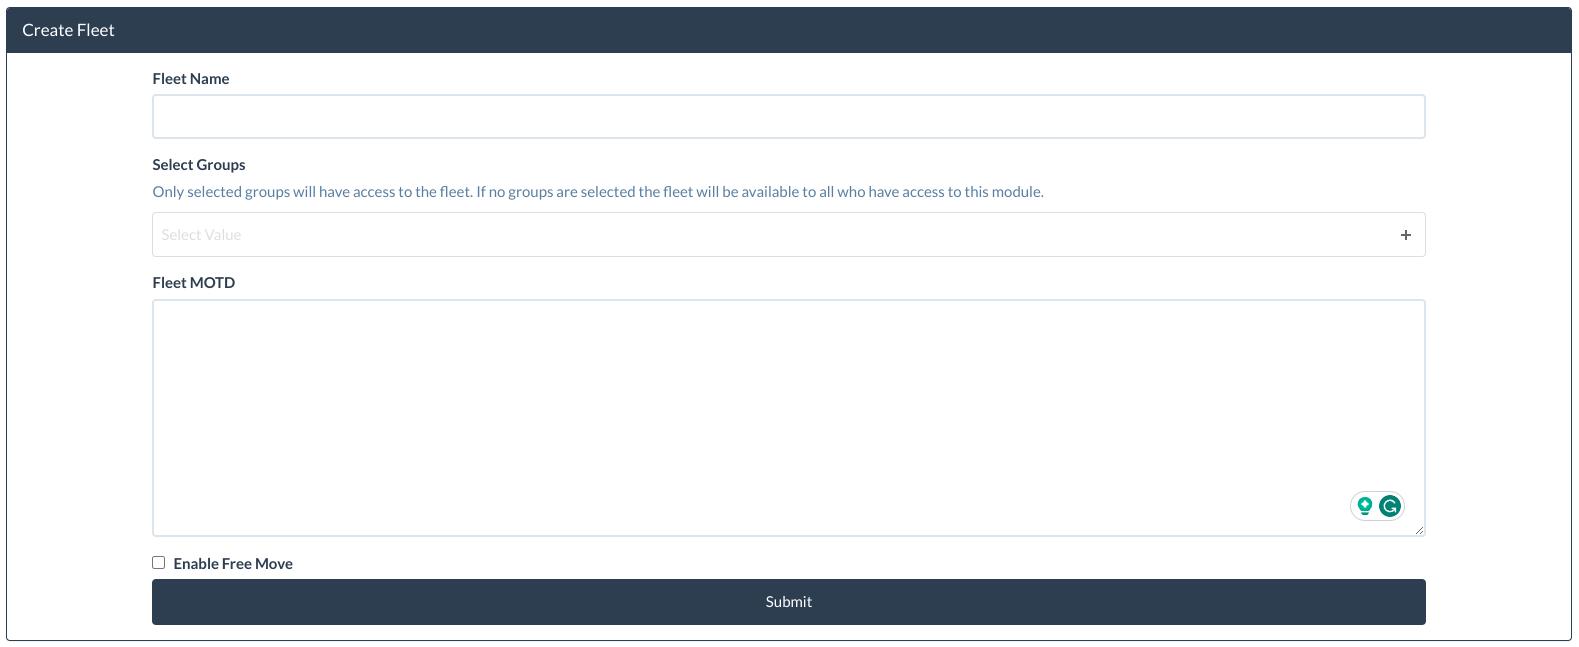 Create Fleet
Fleet Name
Select Groups
Only selected groups will have access to the fleet. If no groups are selected the fleet will be available to all who have access to this module.
Select Value
Fleet MOTD
Enable Free Move
Submit